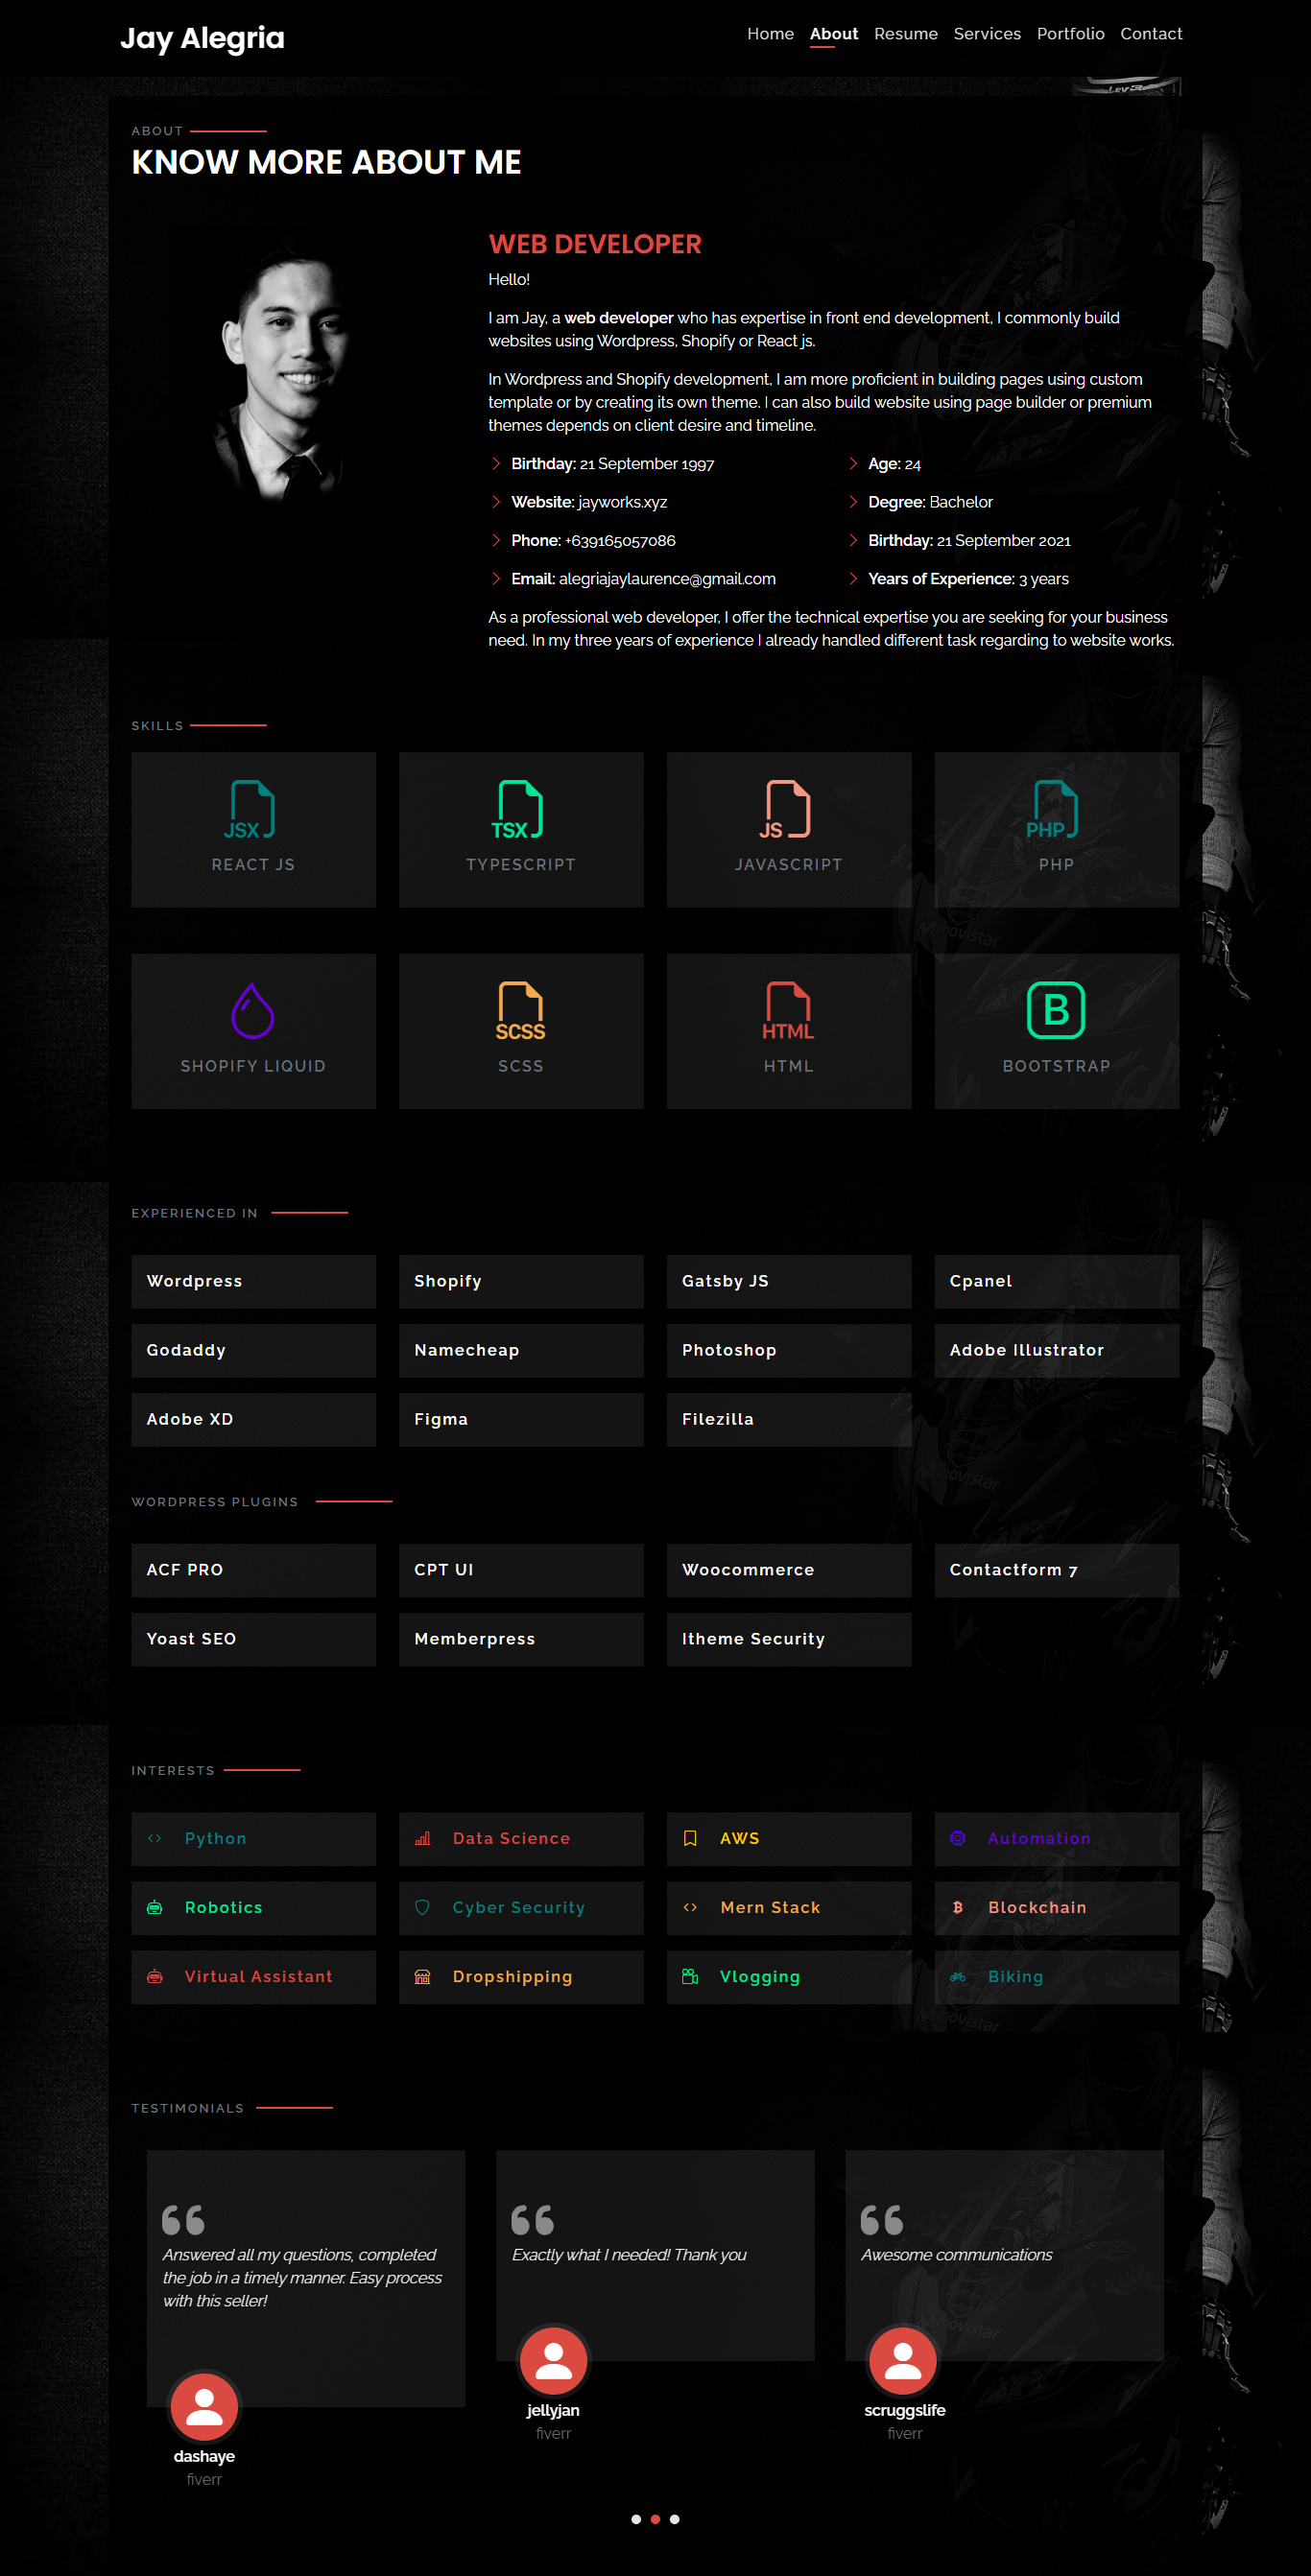 Jay Alegria
Home About Resume Services Portfolio Contact
ABOUT
KNOW MORE ABOUT ME
WEB DEVELOPER
Hello!
I am Jay, a web developer who has expertise in front end development, I commonly build
websites using Wordpress, Shopify or React js.
In Wordpress and Shopify development, I am more proficient in building pages using custom
template or by creating its own theme. I can also build website using page builder or premium
themes depends on client desire and timeline.
Birthday: 21 September 1997
Age: 24
Website: jayworks.xyz
Degree: Bachelor
Phone: +639165057086
Birthday: 21 September 2021
Email: alegriajaylaurence@gmail.com
Years of Experience: 3 years
As a professional web developer, I offer the technical expertise you are seeking for your business
need. In my three years of experience I already handled different task regarding to website works.
SKILLS
JSX
TSX
JS
PHP
REACT JS
TYPESCRIPT
JAVASCRIPT
PHP
movistar
SCSS
HTML
B
SHOPIFY LIQUID
SCSS
HTML
BOOTSTRAP
EXPERIENCED IN
Wordpress
Shopify
Gatsby JS
Cpanel
Godaddy
Namecheap
Photoshop
Adobe Illustrator
Adobe XD
Figma
Filezilla
movistar
WORDPRESS PLUGINS
ACF PRO
CPT UI
Woocommerce
Contactform 7
Yoast SEO
Memberpress
Itheme Security
INTERESTS
Python
Data Science
AWS
Automation
Robotics
Cyber Security
Mern Stack
Blockchain
Virtual Assistant
Dropshipping
Vlogging
Biking
movistar
TESTIMONIALS
Answered all my questions, completed
the job in a timely manner. Easy process
with this seller!
Exactly what I needed! Thank you
Awesome communications
movistar
jellyjan
fiverr
scruggslife
fiverr
dashaye
fiverr